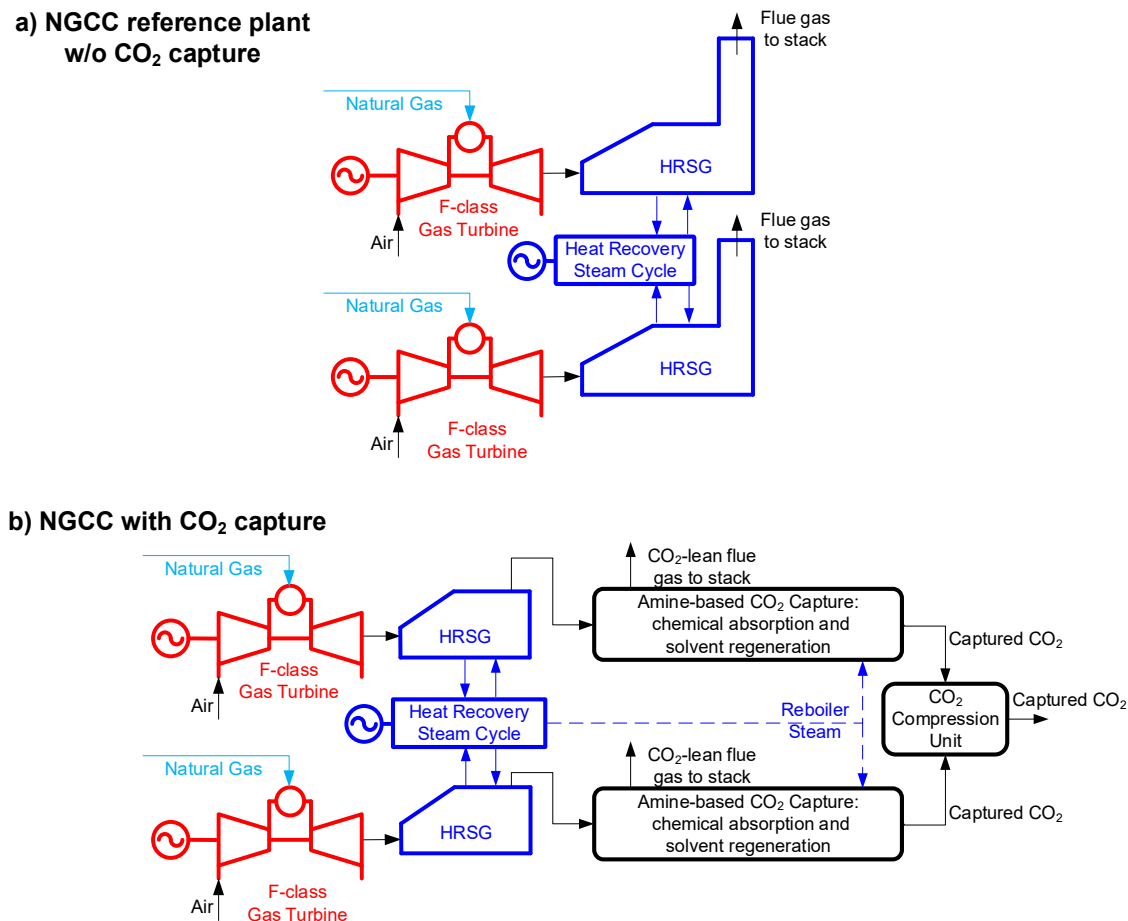 a) NGCC reference plant
w/o CO₂ capture
Flue gas
to stack
Natural Gas
HRSG
F-class
Gas Turbine
Air
Flue gas
to stack
Heat Recovery
Steam Cycle
Natural Gas
HRSG
F-class
Gas Turbine
Air
b) NGCC with CO₂ capture
Natural Gas
CO₂-lean flue
gas to stack
Amine-based CO₂ Capture:
chemical absorption and
solvent regeneration
HRSG
Captured CO₂
F-class
Gas Turbine
Air
Heat Recovery
Steam Cycle
Reboiler
Steam
CO₂
Compression
Unit
Captured CO₂
Natural Gas
CO₂-lean flue
gas to stack
Amine-based CO₂ Capture:
chemical absorption and
solvent regeneration
HRSG
Captured CO₂
F-class
Gas Turbine
Air